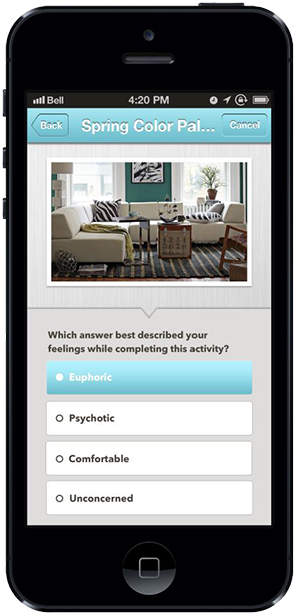 Bell 4:20 PM
Back Spring Color Pal... Cancel
Which answer best described your
feelings while completing this activity?
Euphoric
Psychotic
Comfortable
Unconcerned